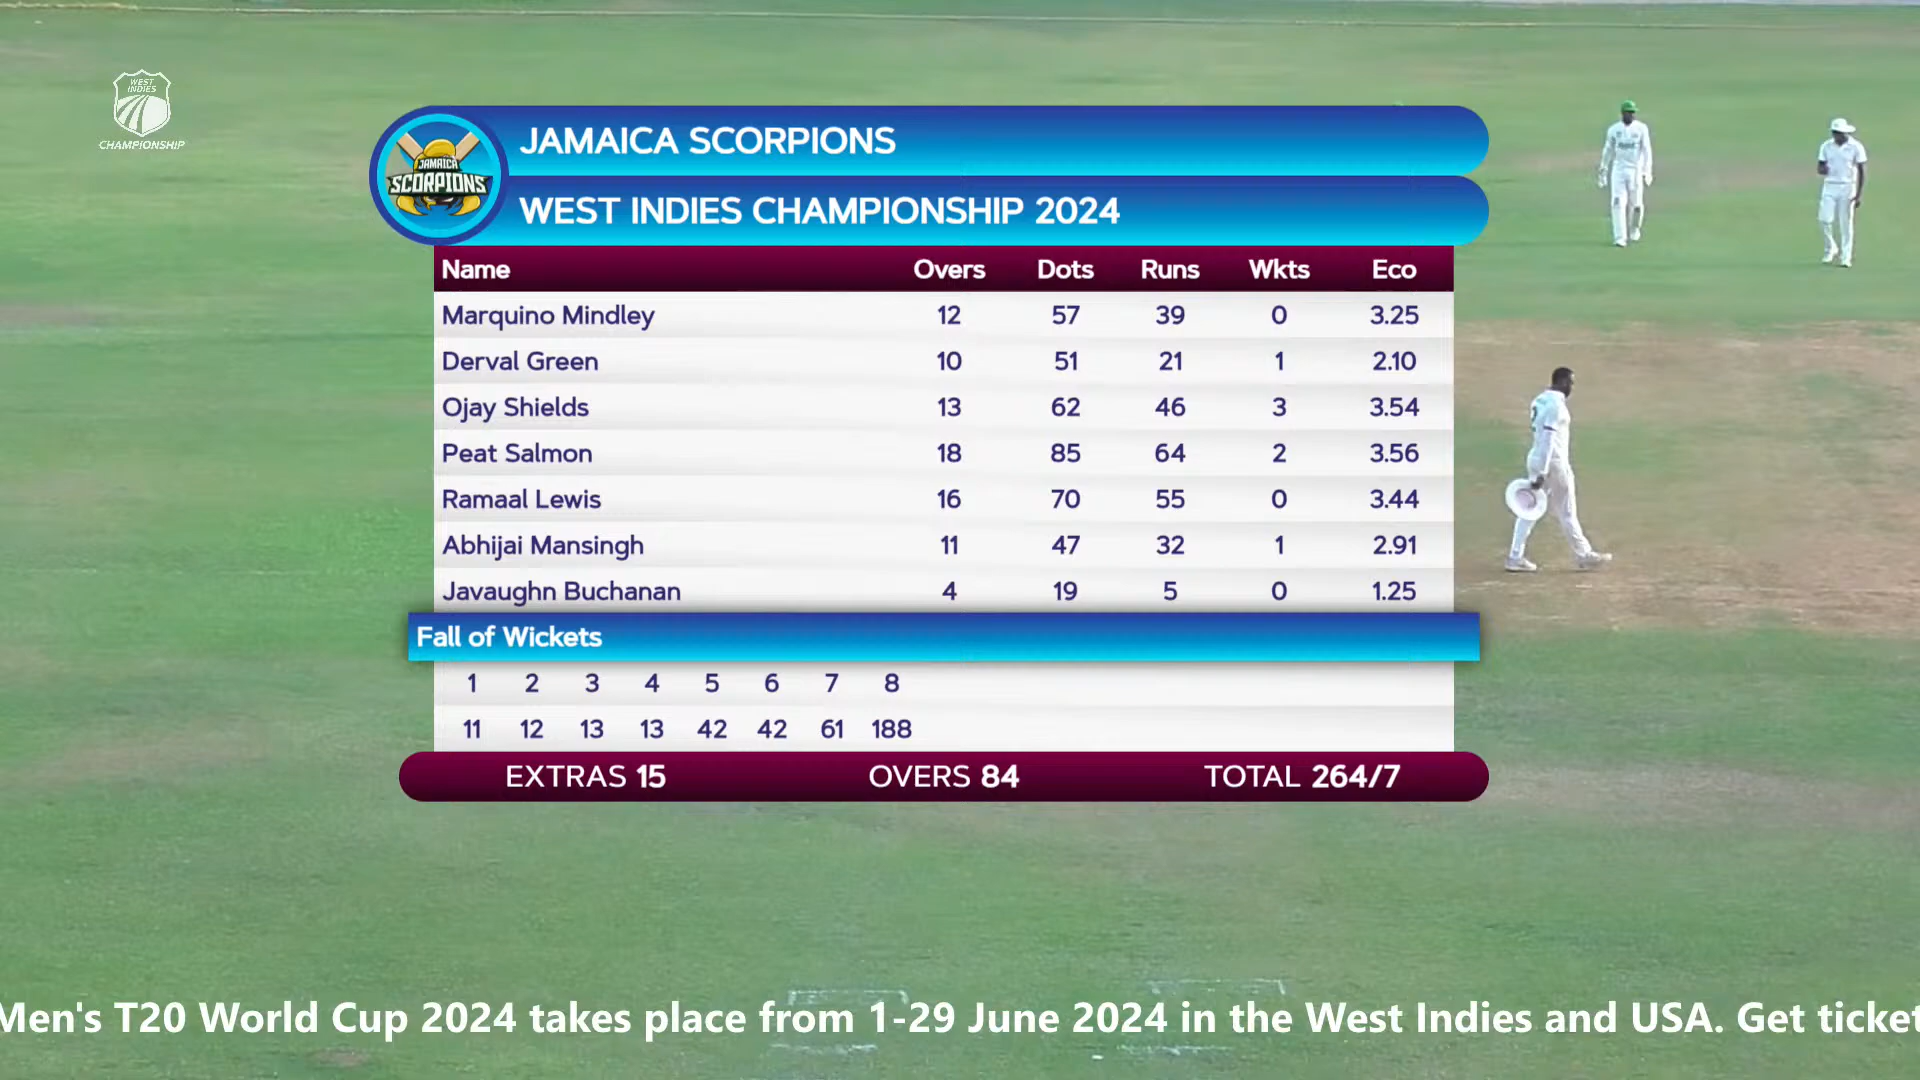 WEST
INDIES
CHAMPIONSHIP
JAMAICA
SCORPIONS
JAMAICA SCORPIONS
WEST INDIES CHAMPIONSHIP 2024
Name Overs Dots Runs Wkts Eco
Marquino Mindley 12 57 39 0 3.25
Derval Green 10 51 21 1 2.10
Ojay Shields 13 62 46 3 3.54
Peat Salmon 18 85 64 2 3.56
Ramaal Lewis 16 70 55 0 3.44
Abhijai Mansingh 11 47 32 1 2.91
Javaughn Buchanan 4 19 5 0 1.25
Fall of Wickets
1 2 3 4 5 6 7 8
11 12 13 13 42 42 61 188
EXTRAS 15 OVERS 84 TOTAL 264/7
Men's T20 World Cup 2024 takes place from 1-29 June 2024 in the West Indies and USA. Get ticket